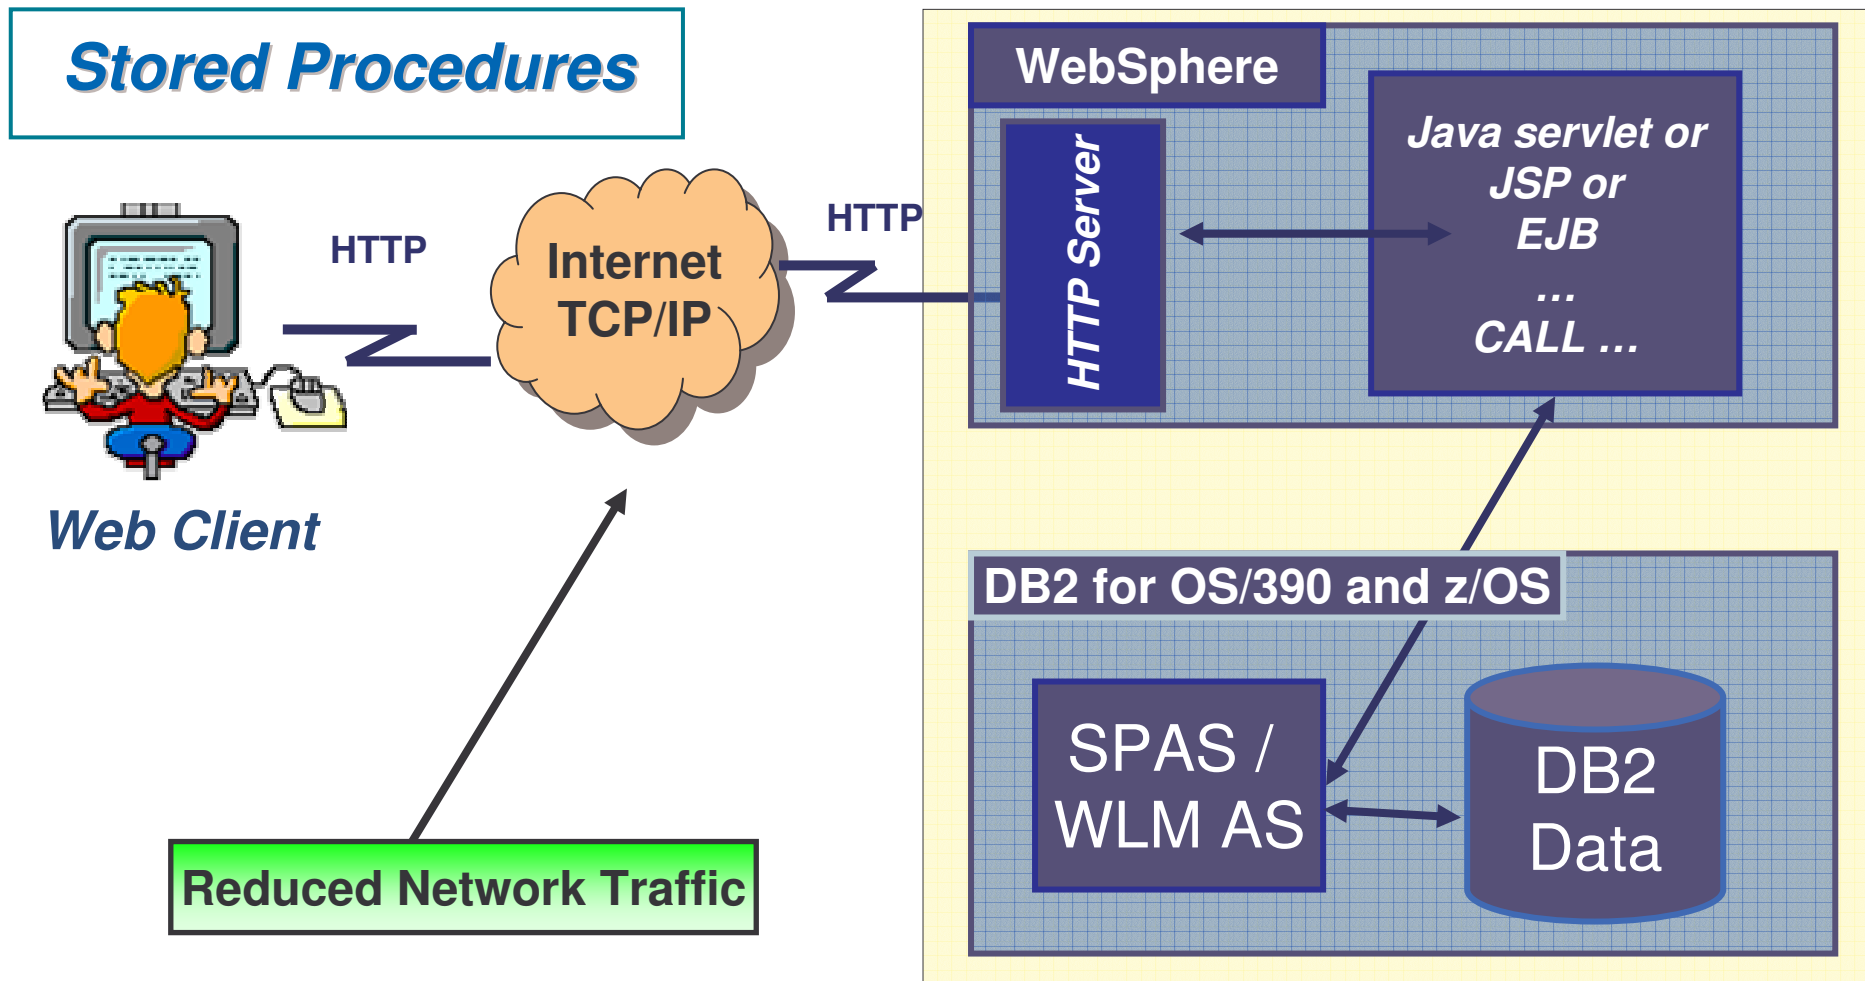 Stored Procedures
WebSphere
Java servlet or
JSP or
EJB
...
CALL ...
HTTP Server
HTTP
HTTP
Internet
TCP/IP
Web Client
DB2 for OS/390 and z/OS
SPAS /
WLM AS
DB2
Data
Reduced Network Traffic